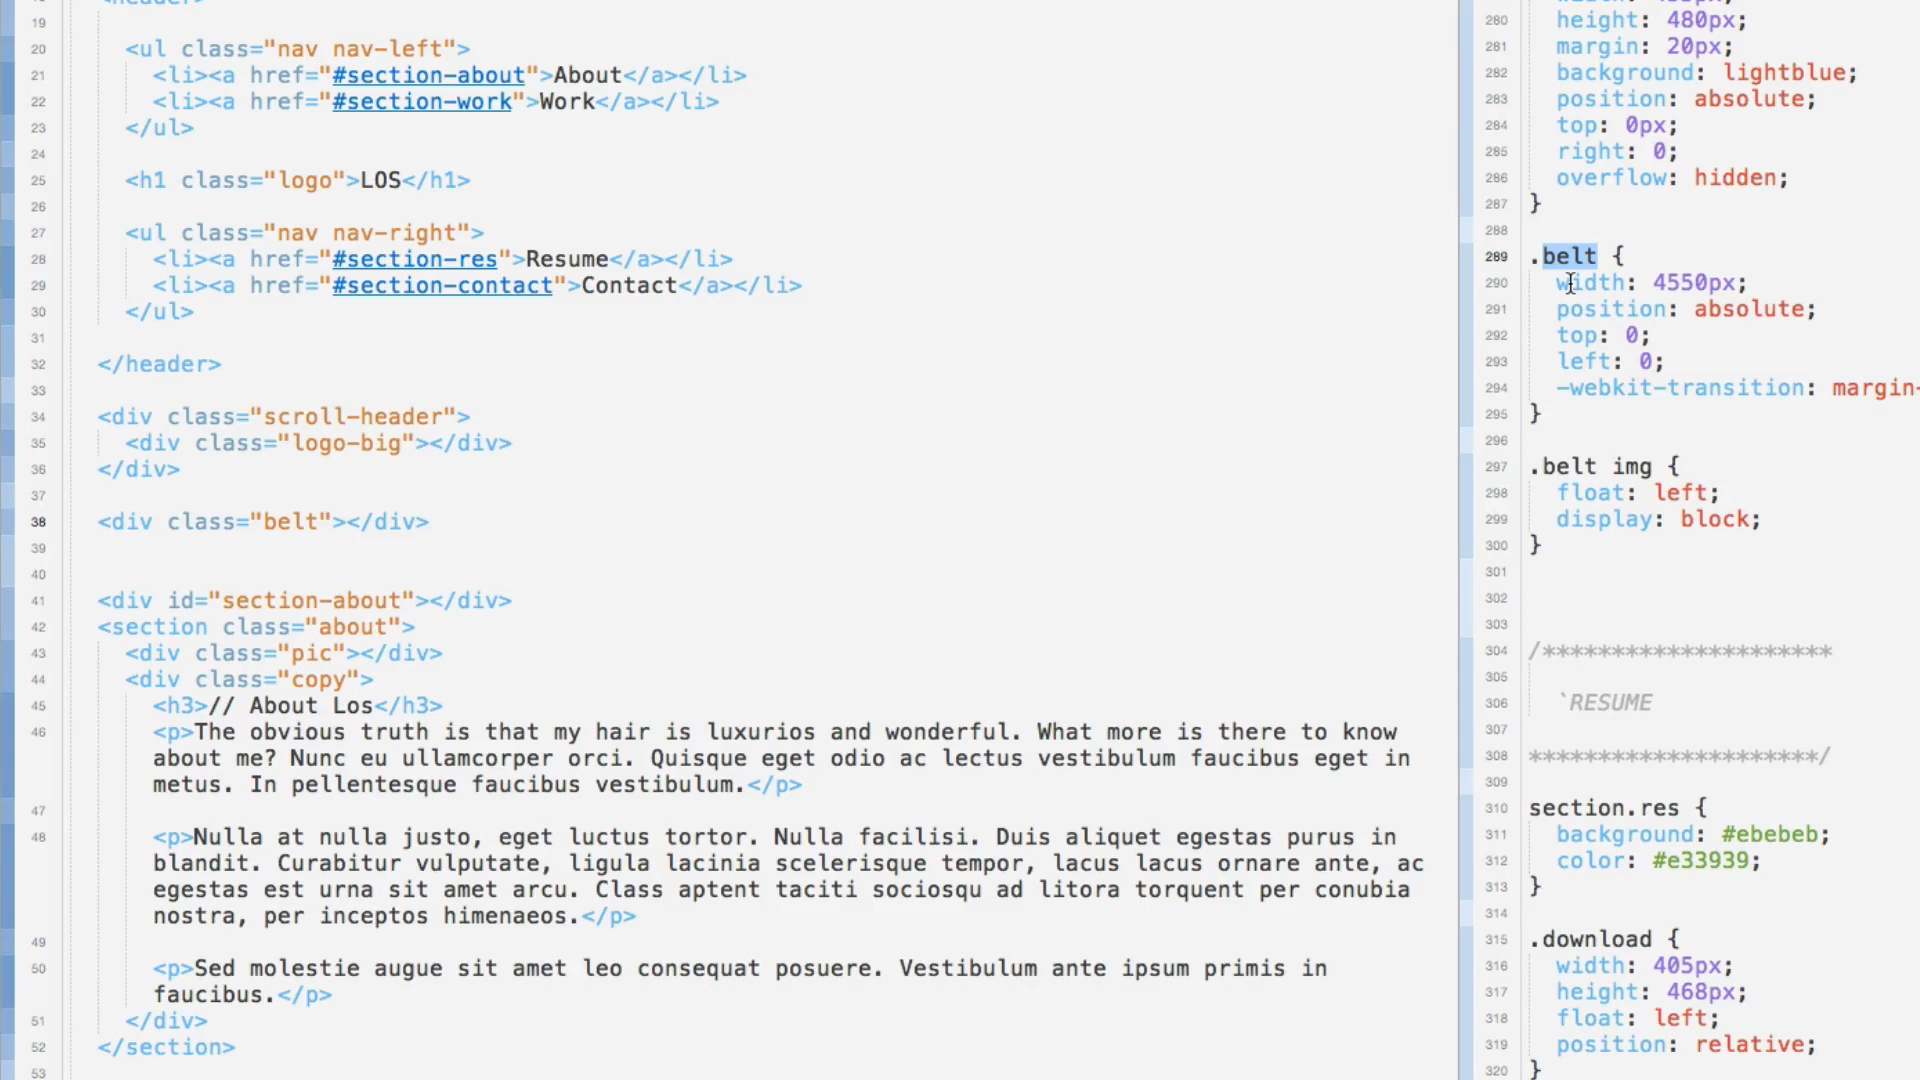 <header>
19
20 <ul class="nav nav-left">
21 <li><a href="#section-about">About</a></li>
22 <li><a href="#section-work">Work</a></li>
23 </ul>
24
25 <h1 class="logo">LOS</h1>
26
27 <ul class="nav nav-right">
28 <li><a href="#section-res">Resume</a></li>
29 <li><a href="#section-contact">Contact</a></li>
30 </ul>
31
32 </header>
33
34 <div class="scroll-header">
35 <div class="logo-big"></div>
36 </div>
37
38 <div class="belt"></div>
39
40
41 <div id="section-about"></div>
42 <section class="about">
43 <div class="pic"></div>
44 <div class="copy">
45 <h3>// About Los</h3>
46 <p>The obvious truth is that my hair is luxurios and wonderful. What more is there to know
about me? Nunc eu ullamcorper orci. Quisque eget odio ac lectus vestibulum faucibus eget in
metus. In pellentesque faucibus vestibulum.</p>
47
48 <p>Nulla at nulla justo, eget luctus tortor. Nulla facilisi. Duis aliquet egestas purus in
blandit. Curabitur vulputate, ligula lacinia scelerisque tempor, lacus lacus ornare ante, ac
egestas est urna sit amet arcu. Class aptent taciti sociosqu ad litora torquent per conubia
nostra, per inceptos himenaeos.</p>
49
50 <p>Sed molestie augue sit amet leo consequat posuere. Vestibulum ante ipsum primis in
faucibus.</p>
51 </div>
52 </section>
53
280 height: 480px;
281 margin: 20px;
282 background: lightblue;
283 position: absolute;
284 top: 0px;
285 right: 0;
286 overflow: hidden;
287 }
288
289 .belt {
290 width: 4550px;
291 position: absolute;
292 top: 0;
293 left: 0;
294 -webkit-transition: margin-
295 }
296
297 .belt img {
298 float: left;
299 display: block;
300 }
301
302
303
304 /*********************
305
306 `RESUME
307
308 *********************/
309
310 section.res {
311 background: #ebebeb;
312 color: #e33939;
313 }
314
315 .download {
316 width: 405px;
317 height: 468px;
318 float: left;
319 position: relative;
320 }